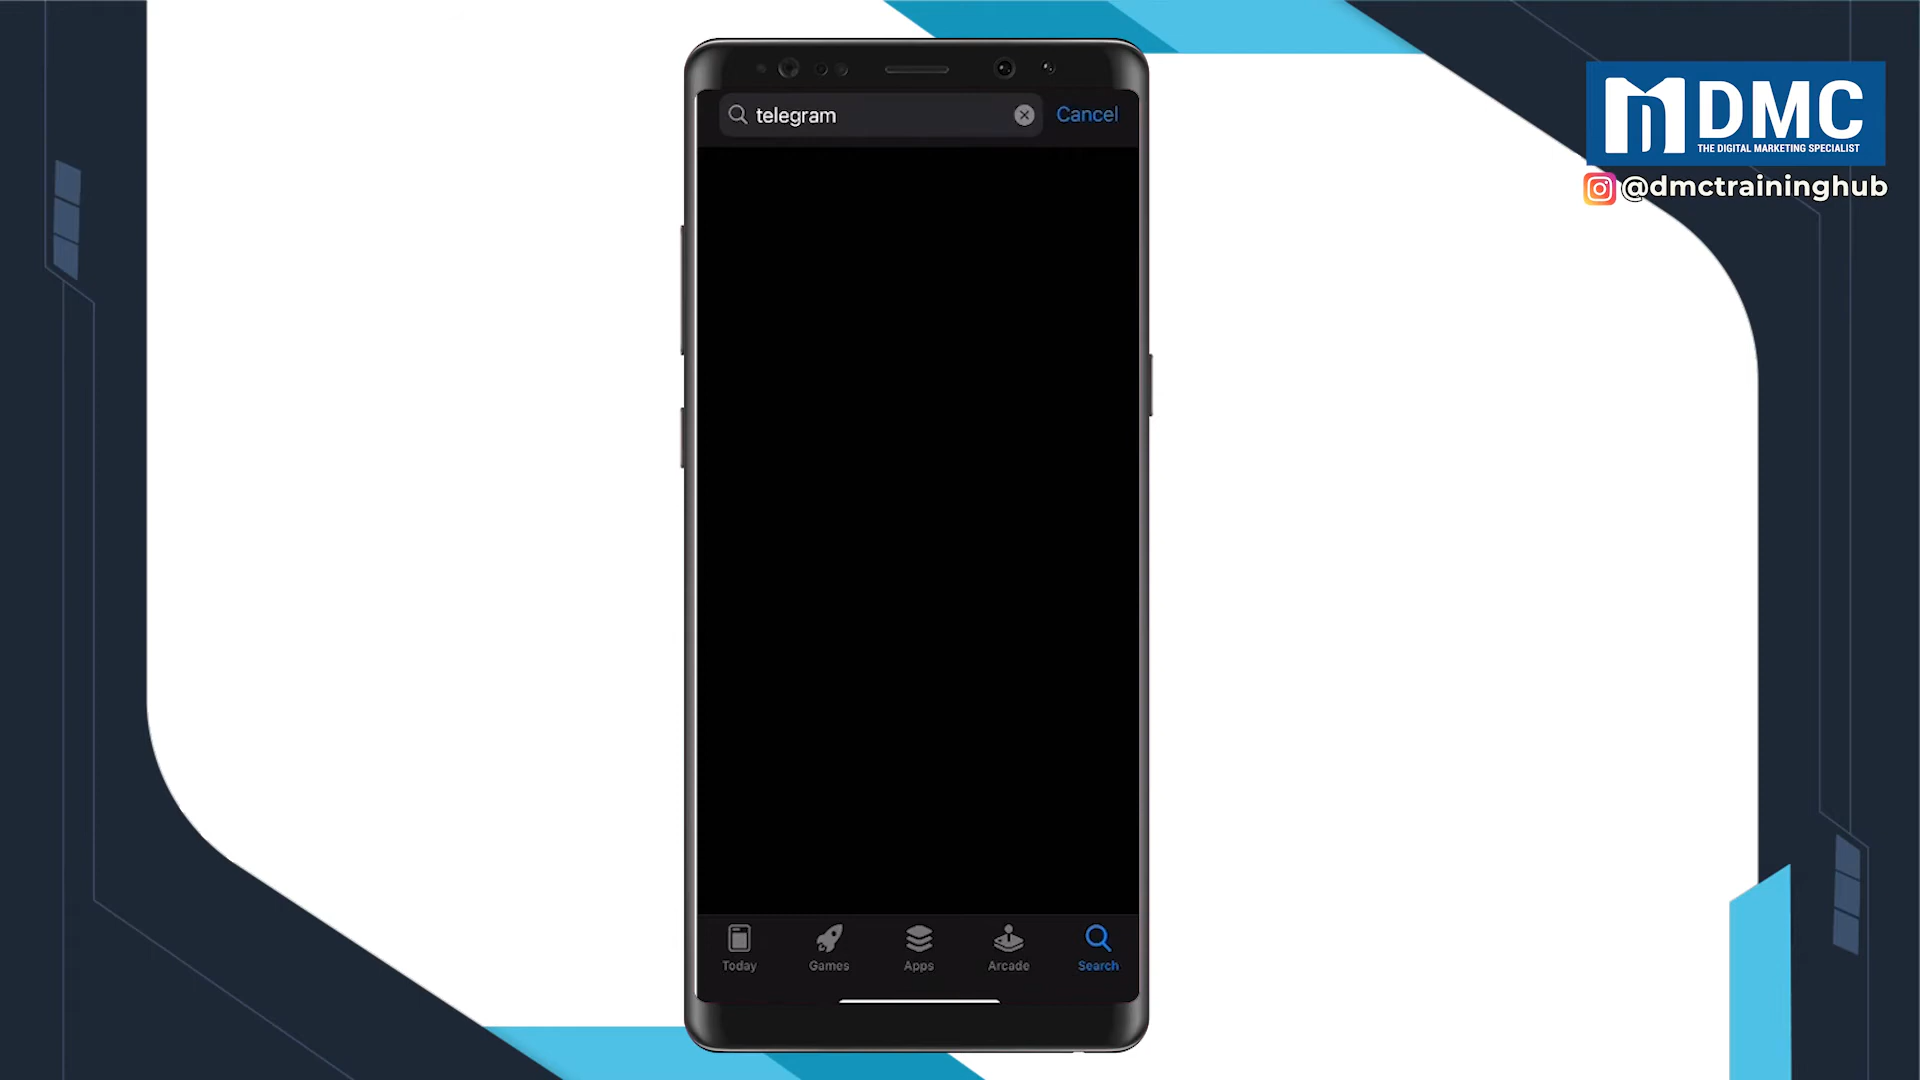 telegram
Cancel
DMC
THE DIGITAL MARKETING SPECIALIST
@dmctraininghub
Today
Games
Apps
Arcade
Search